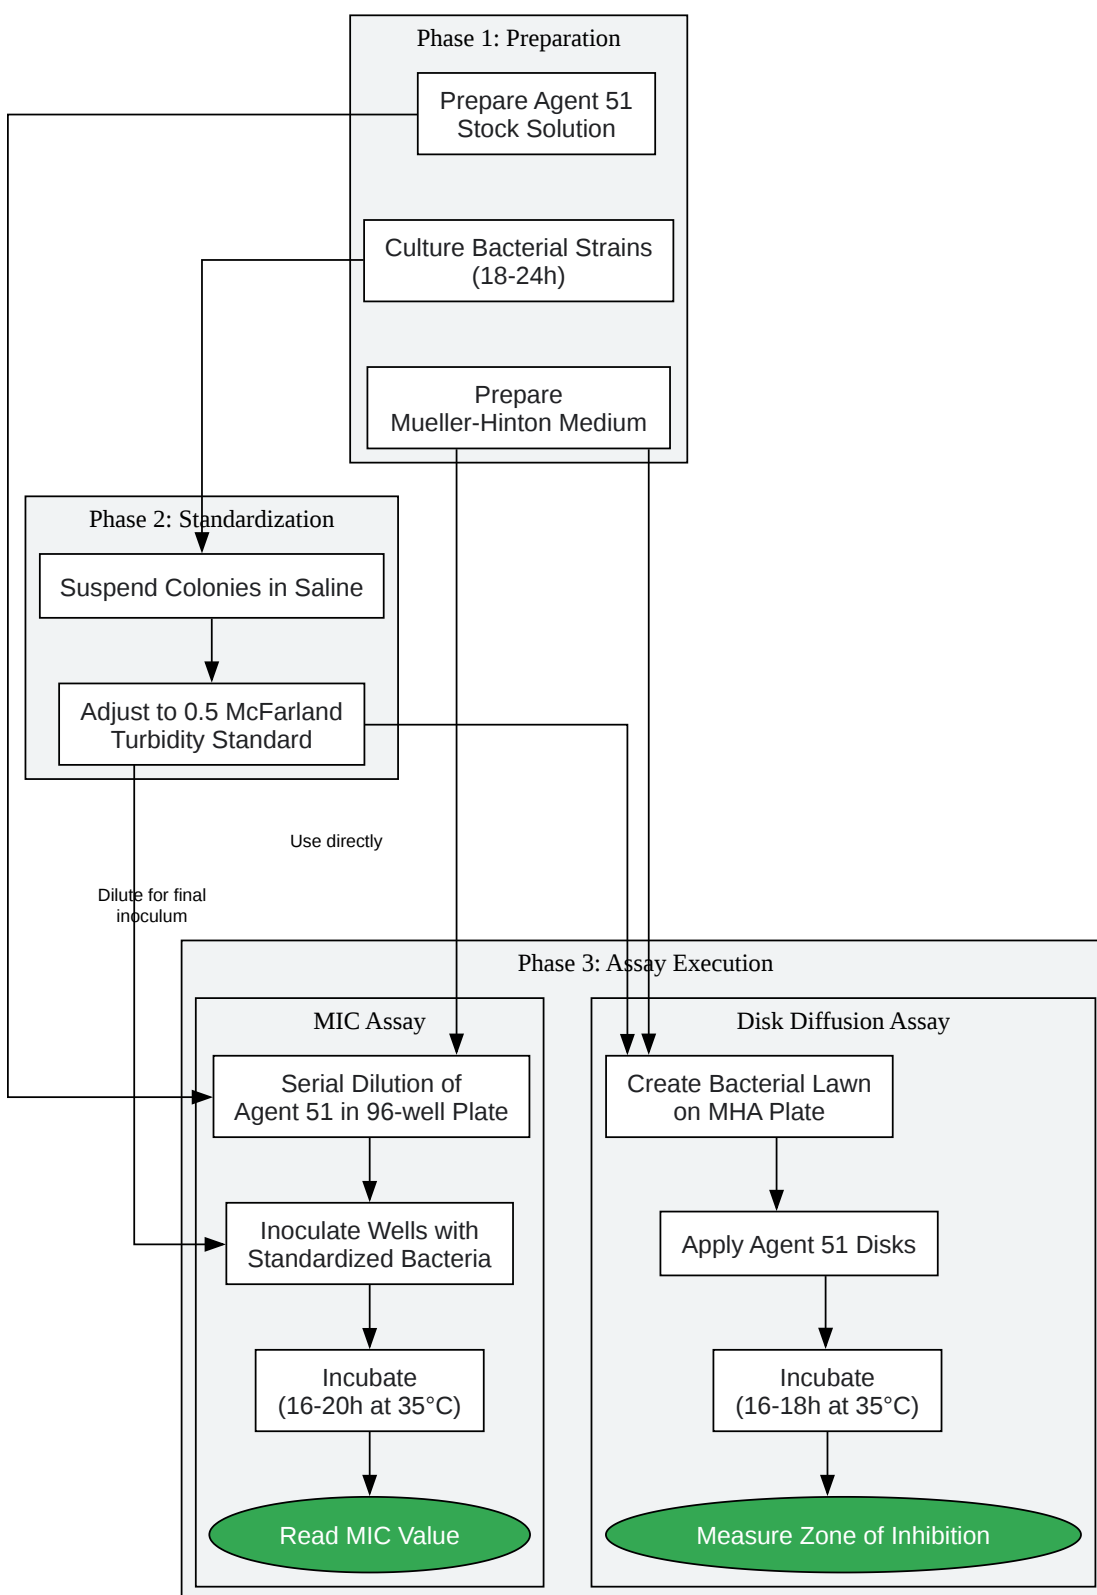 Phase 1: Preparation
Prepare Agent 51
Stock Solution
Culture Bacterial Strains
(18-24h)
Prepare
Mueller-Hinton Medium
Phase 2: Standardization
Suspend Colonies in Saline
Adjust to 0.5 McFarland
Turbidity Standard
Use directly
Dilute for final
inoculum
Phase 3: Assay Execution
MIC Assay
Serial Dilution of
Agent 51 in 96-well Plate
Inoculate Wells with
Standardized Bacteria
Incubate
(16-20h at 35°C)
Read MIC Value
Disk Diffusion Assay
Create Bacterial Lawn
on MHA Plate
Apply Agent 51 Disks
Incubate
(16-18h at 35°C)
Measure Zone of Inhibition